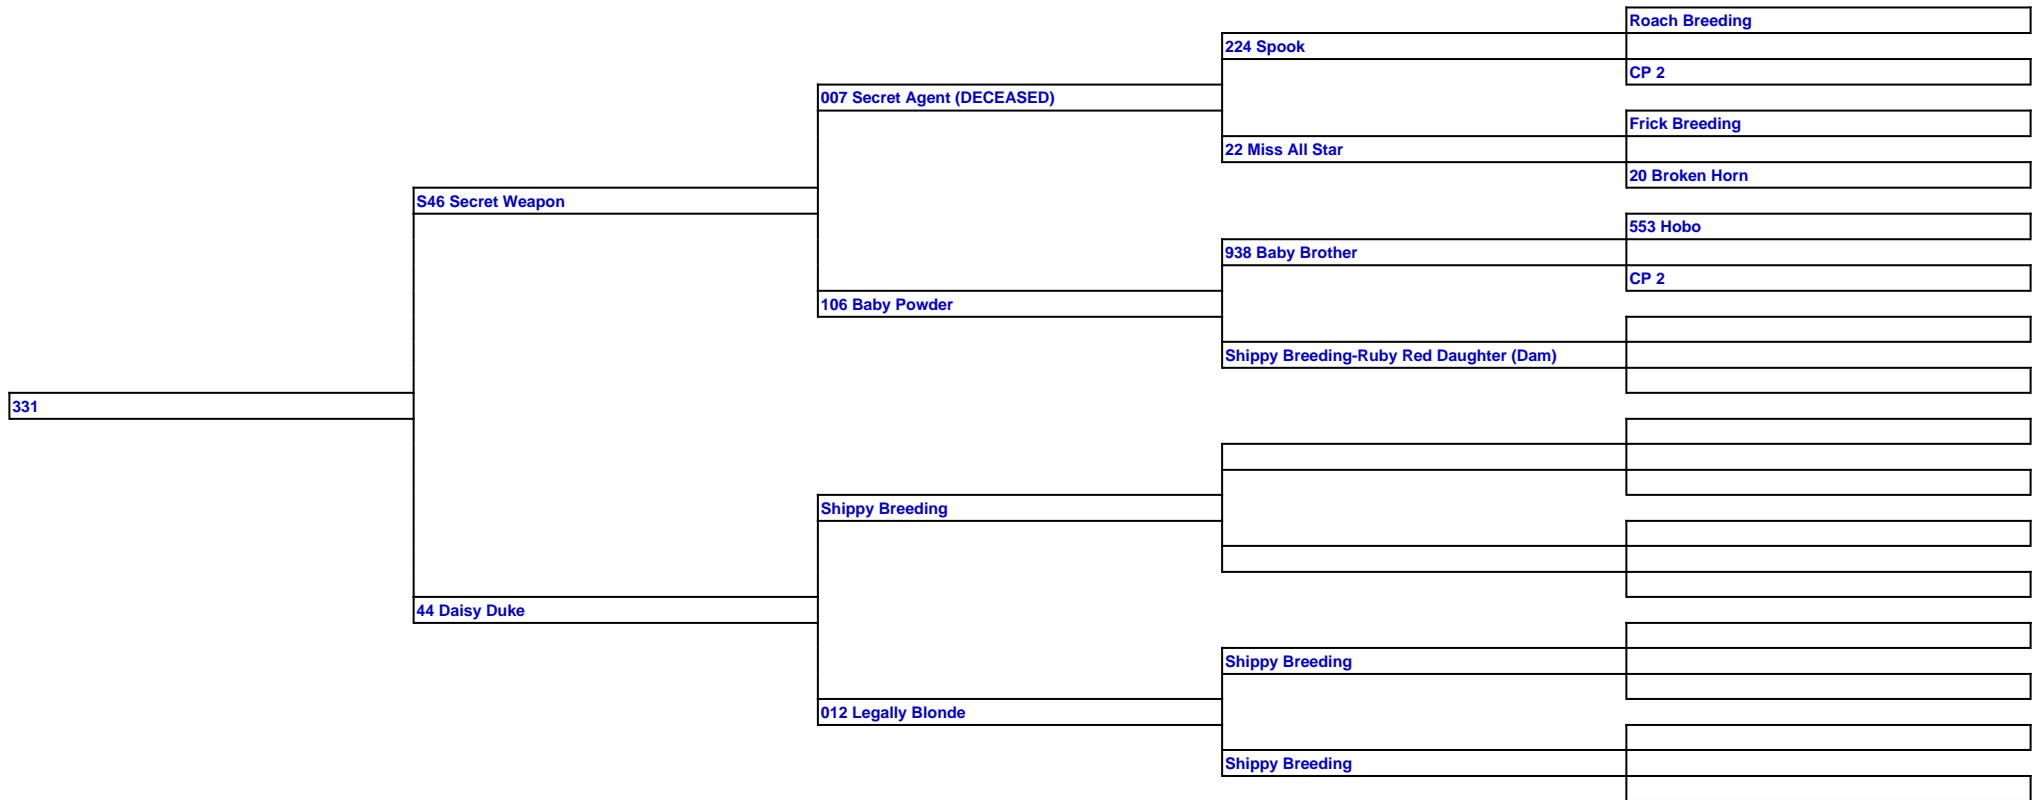 Roach Breeding
224 Spook
CP 2
007 Secret Agent (DECEASED)
Frick Breeding
22 Miss All Star
20 Broken Horn
S46 Secret Weapon
553 Hobo
938 Baby Brother
CP 2
106 Baby Powder
Shippy Breeding-Ruby Red Daughter (Dam)
331
Shippy Breeding
44 Daisy Duke
Shippy Breeding
012 Legally Blonde
Shippy Breeding